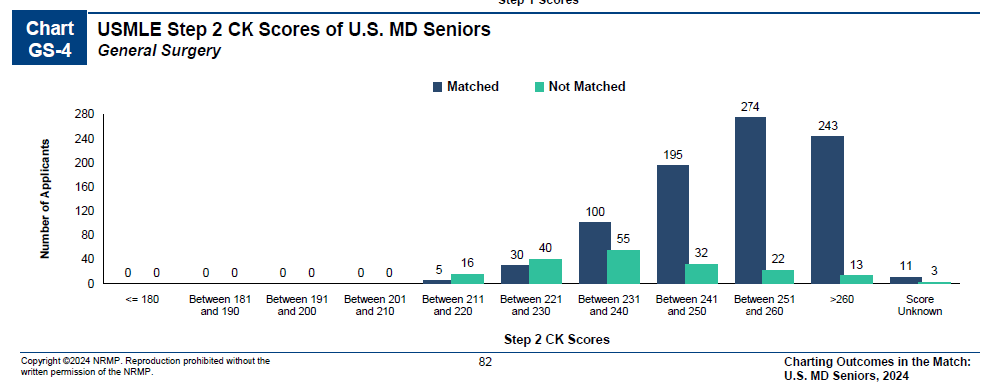 Step 1 Scores
Chart
GS-4
USMLE Step 2 CK Scores of U.S. MD Seniors
General Surgery
Matched
Not Matched
Number of Applicants
280
240
200
160
120
80
40
0
0 0
0 0
0 0
0 0
5 16
30 40
100 55
195 32
274 22
243 13
11 3
<= 180
Between 181
and 190
Between 191
and 200
Between 201
and 210
Between 211
and 220
Between 221
and 230
Between 231
and 240
Between 241
and 250
Between 251
and 260
>260
Score
Unknown
Step 2 CK Scores
Copyright ©2024 NRMP. Reproduction prohibited without the
written permission of the NRMP.
82
Charting Outcomes in the Match:
U.S. MD Seniors, 2024